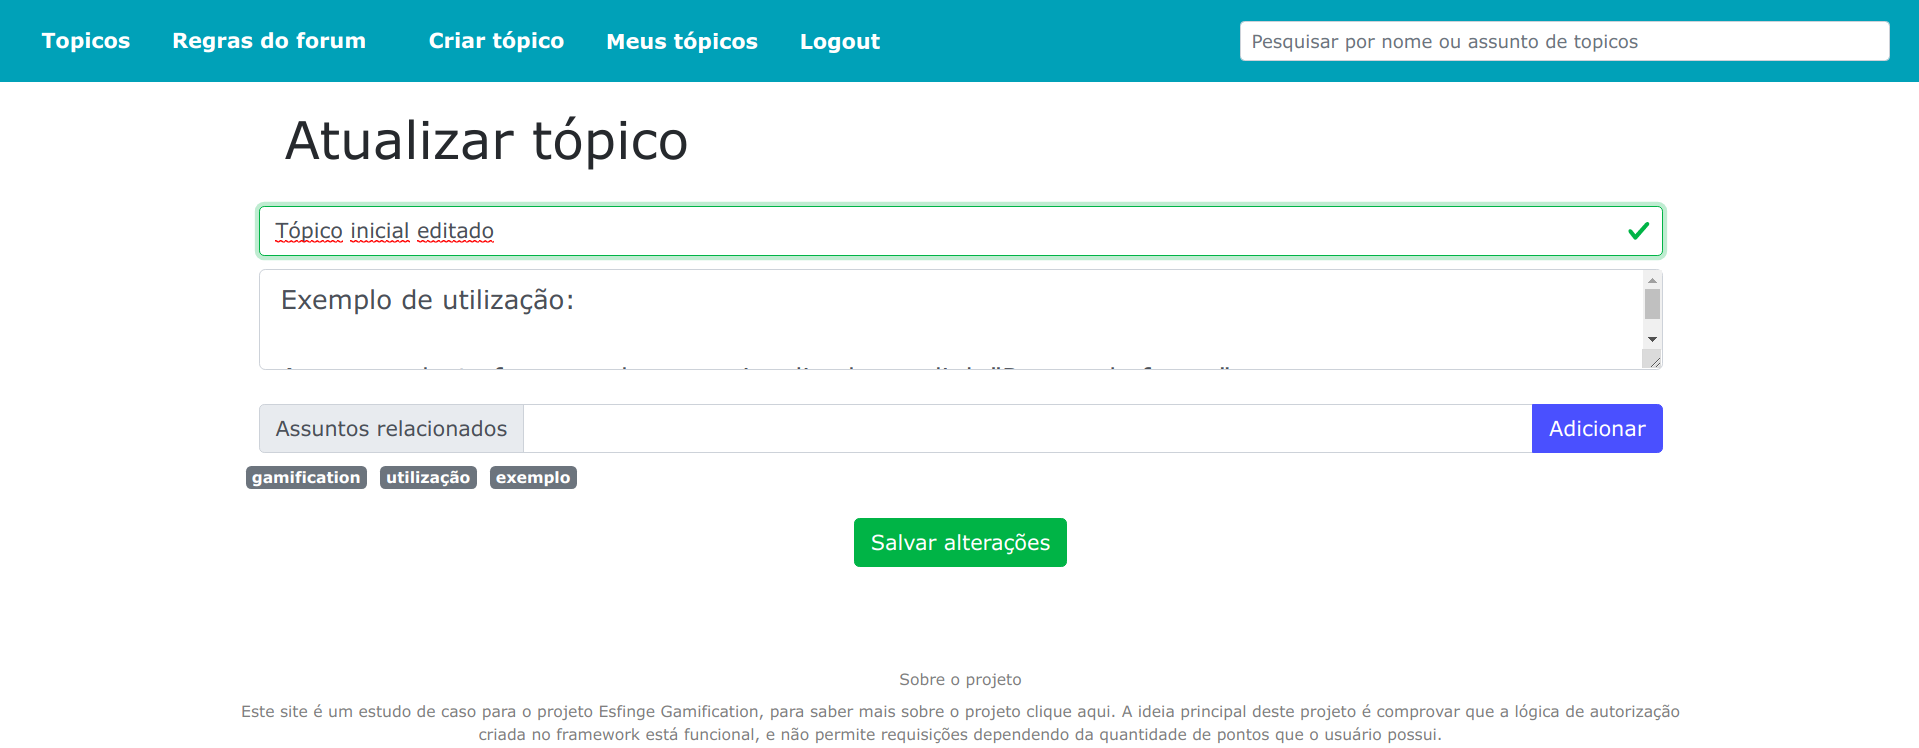 Topicos Regras do forum Criar tópico Meus tópicos Logout Pesquisar por nome ou assunto de topicos
Atualizar tópico
Tópico inicial editado
Exemplo de utilização:
Assuntos relacionados Adicionar
gamification utilização exemplo
Salvar alterações
Sobre o projeto
Este site é um estudo de caso para o projeto Esfinge Gamification, para saber mais sobre o projeto clique aqui. A ideia principal deste projeto é comprovar que a lógica de autorização
criada no framework está funcional, e não permite requisições dependendo da quantidade de pontos que o usuário possui.